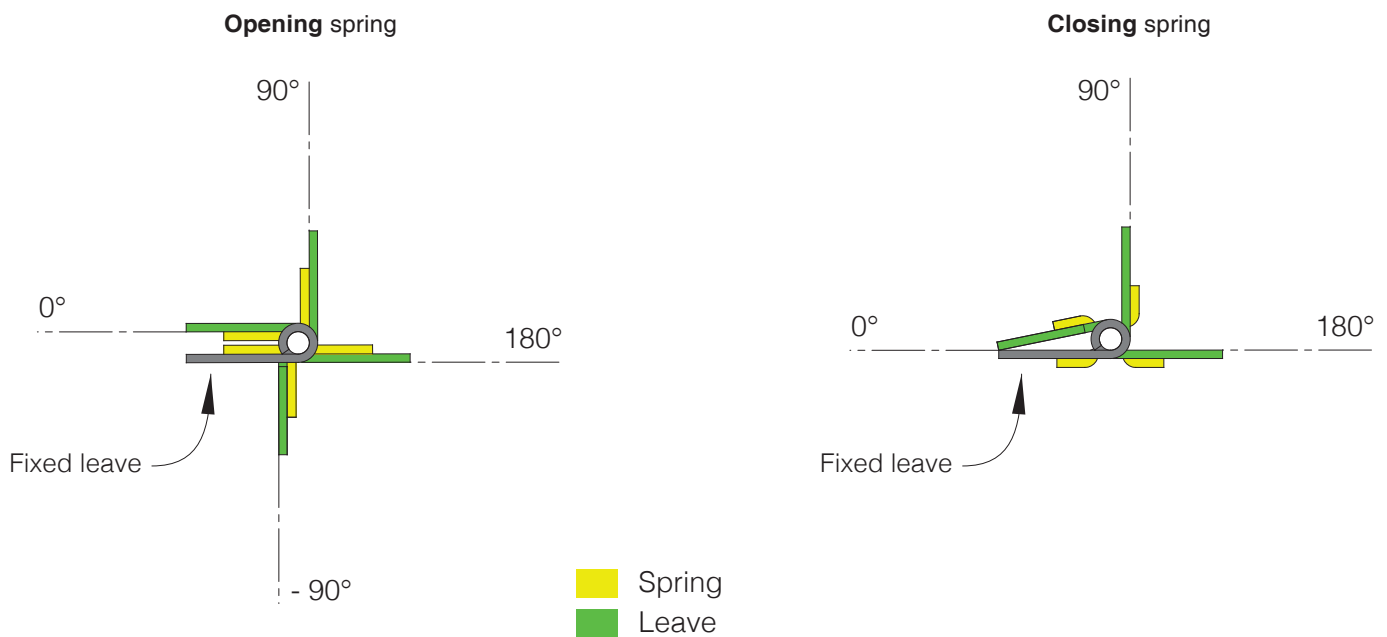 Opening spring
Closing spring
90°
90°
0°
180°
0°
180°
Fixed leave
Fixed leave
- 90°
Spring
Leave